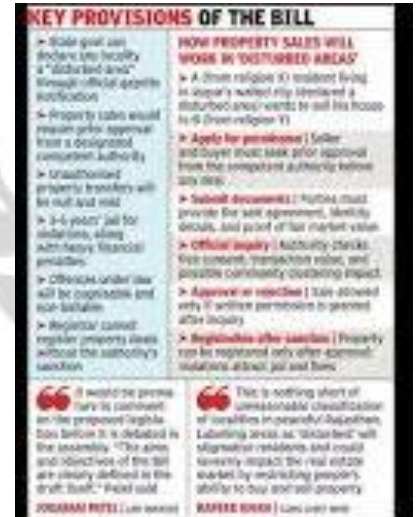 KEY PROVISIONS OF THE BILL
➤ State govt can
declare any locality
a "disturbed area"
through official gazette
notification
➤ Property sales would
require prior approval
from a designated
competent authority
➤ Unauthorised
property transfers will
be null and void
➤ 3-5 years' jail for
violations, along
with heavy financial
penalties
➤ Offences under law
will be cognisable and
non-bailable
➤ Registrar cannot
register property deals
without the authority's
sanction
HOW PROPERTY SALES WILL
WORK IN 'DISTURBED AREAS'
➤ A (from religion X) resident living
in Jaipur's walled city (declared a
disturbed area) wants to sell his house
to B (from religion Y)
➤ Apply for permission | Seller
and buyer must seek prior approval
from the competent authority before
any deal
➤ Submit documents | Parties must
provide the sale agreement, identity
details, and proof of fair market value
➤ Official inquiry | Authority checks
free consent, transaction value, and
possible community clustering impact
➤ Approval or rejection | Sale allowed
only if written permission is granted
after inquiry
➤ Registration after sanction | Property
can be registered only after approval;
violations attract jail and fines
It would be prema-
ture to comment
on the proposed legisla-
tion before it is debated in
the assembly. "The aims
and objectives of the Bill
are clearly defined in the
draft itself," Patel said
JOGARAM PATEL | LAW MINISTER
This is nothing short of
unreasonable classification
of localities in peaceful Rajasthan.
Labelling areas as 'disturbed' will
stigmatise residents and could
severely impact the real estate
market by restricting people's
ability to buy and sell property
RAFEEK KHAN | CONG CHIEF WHIP